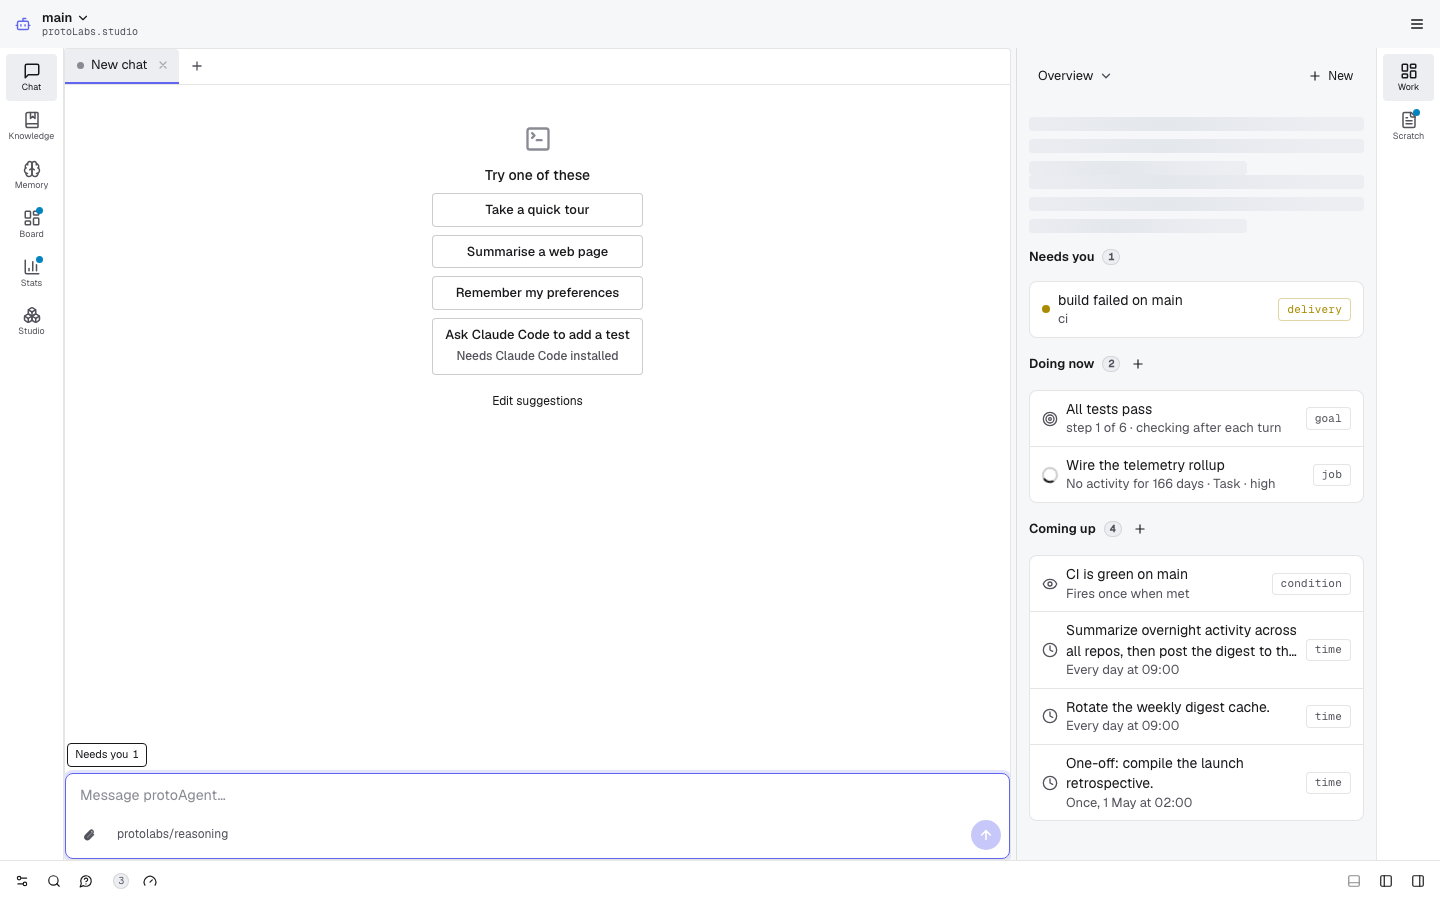 main
protoLabs.studio
Chat
Knowledge
Memory
Board
Stats
Studio
New chat
Try one of these
Take a quick tour
Summarise a web page
Remember my preferences
Ask Claude Code to add a test
Needs Claude Code installed
Edit suggestions
Needs you 1
Message protoAgent…
protolabs/reasoning
3
Overview
New
Needs you 1
build failed on main
ci
delivery
Doing now 2
All tests pass
step 1 of 6 · checking after each turn
goal
Wire the telemetry rollup
No activity for 166 days · Task · high
job
Coming up 4
CI is green on main
Fires once when met
condition
Summarize overnight activity across
all repos, then post the digest to th…
Every day at 09:00
time
Rotate the weekly digest cache.
Every day at 09:00
time
One-off: compile the launch
retrospective.
Once, 1 May at 02:00
time
Work
Scratch